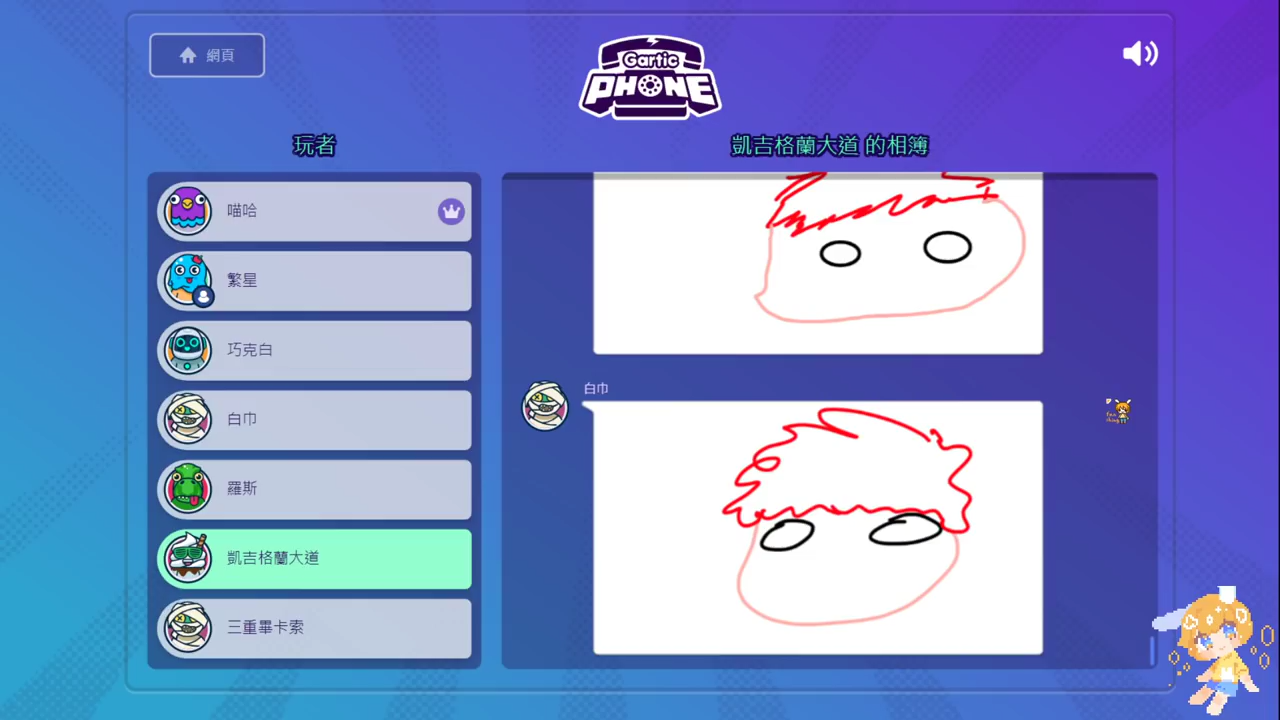 網頁
Gartic
PHONE
玩者
凱吉格蘭大道 的相簿
喵哈
繁星
巧克白
白巾
羅斯
凱吉格蘭大道
三重畢卡索
白巾